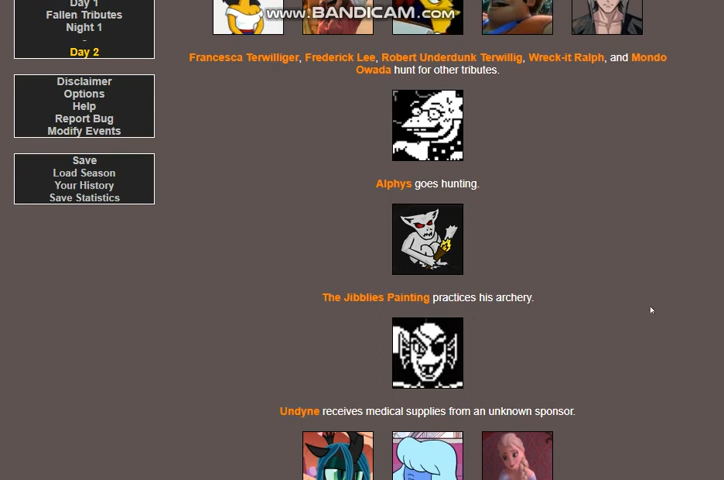 www.BANDICAM.com
Day 1
Fallen Tributes
Night 1
-
Day 2
Disclaimer
Options
Help
Report Bug
Modify Events
Save
Load Season
Your History
Save Statistics
Francesca Terwilliger, Frederick Lee, Robert Underdunk Terwillig, Wreck-it Ralph, and Mondo
Owada hunt for other tributes.
Alphys goes hunting.
The Jibblies Painting practices his archery.
Undyne receives medical supplies from an unknown sponsor.